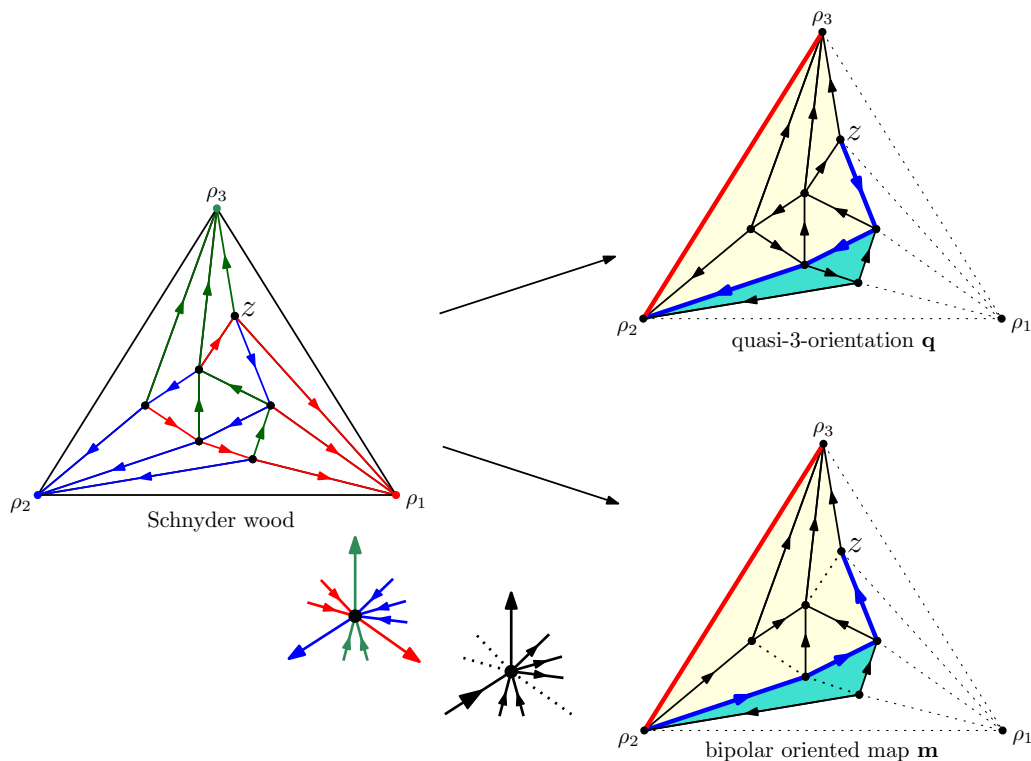 ρ₃
z
ρ₂
ρ₁
quasi-3-orientation q
ρ₃
z
ρ₂
ρ₁
Schnyder wood
ρ₃
z
ρ₂
ρ₁
bipolar oriented map m